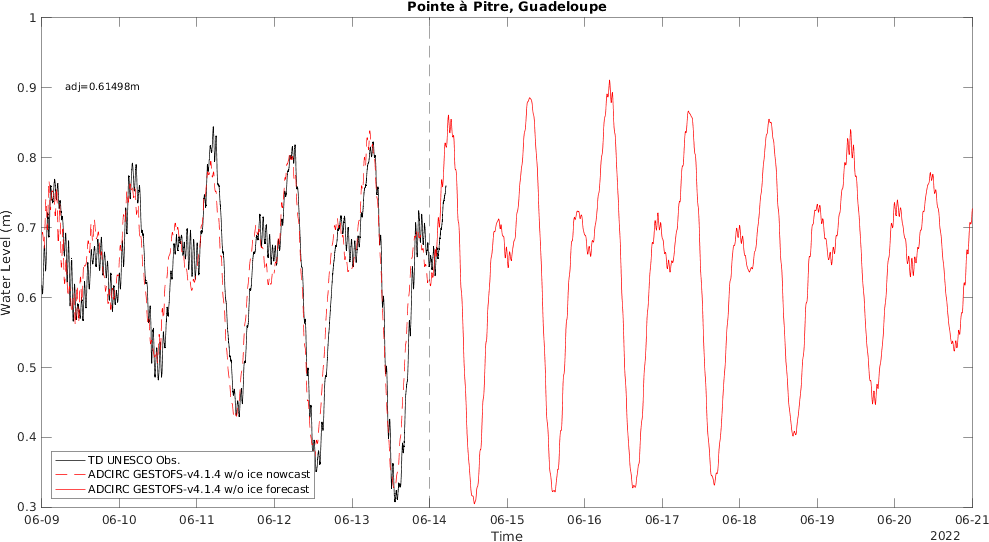 Pointe à Pitre, Guadeloupe
1
0.9
adj=0.61498m
0.8
0.7
Water Level (m)
0.6
0.5
0.4
0.3
TD UNESCO Obs.
ADCIRC GESTOFS-v4.1.4 w/o ice nowcast
ADCIRC GESTOFS-v4.1.4 w/o ice forecast
06-09 06-10 06-11 06-12 06-13 06-14 06-15 06-16 06-17 06-18 06-19 06-20 06-21
Time
2022